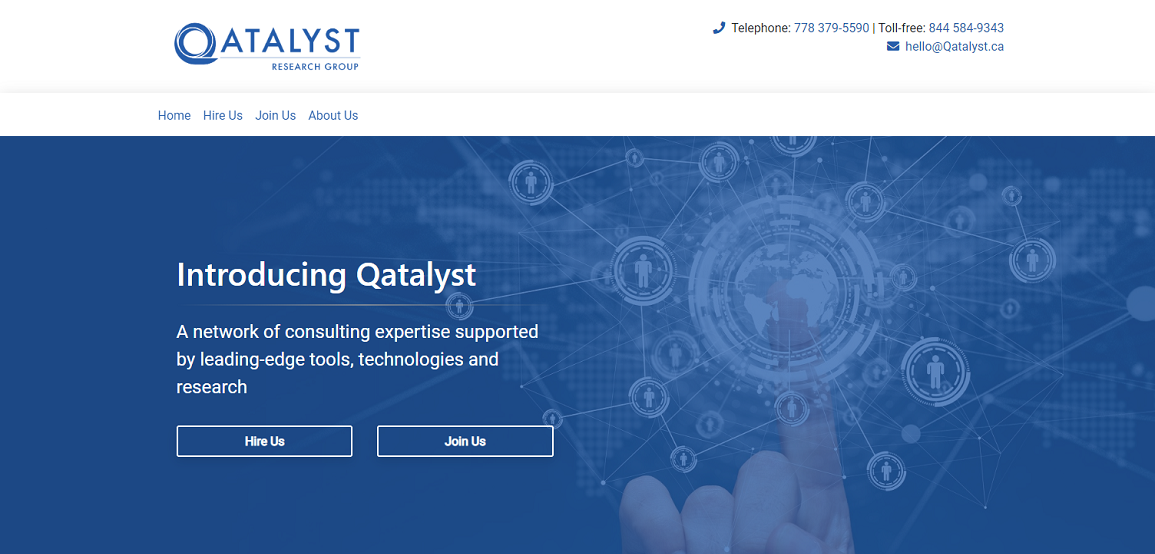 QATALYST
RESEARCH GROUP
Telephone: 778 379-5590 | Toll-free: 844 584-9343
hello@Qatalyst.ca
Home Hire Us Join Us About Us
Introducing Qatalyst
A network of consulting expertise supported
by leading-edge tools, technologies and
research
Hire Us Join Us